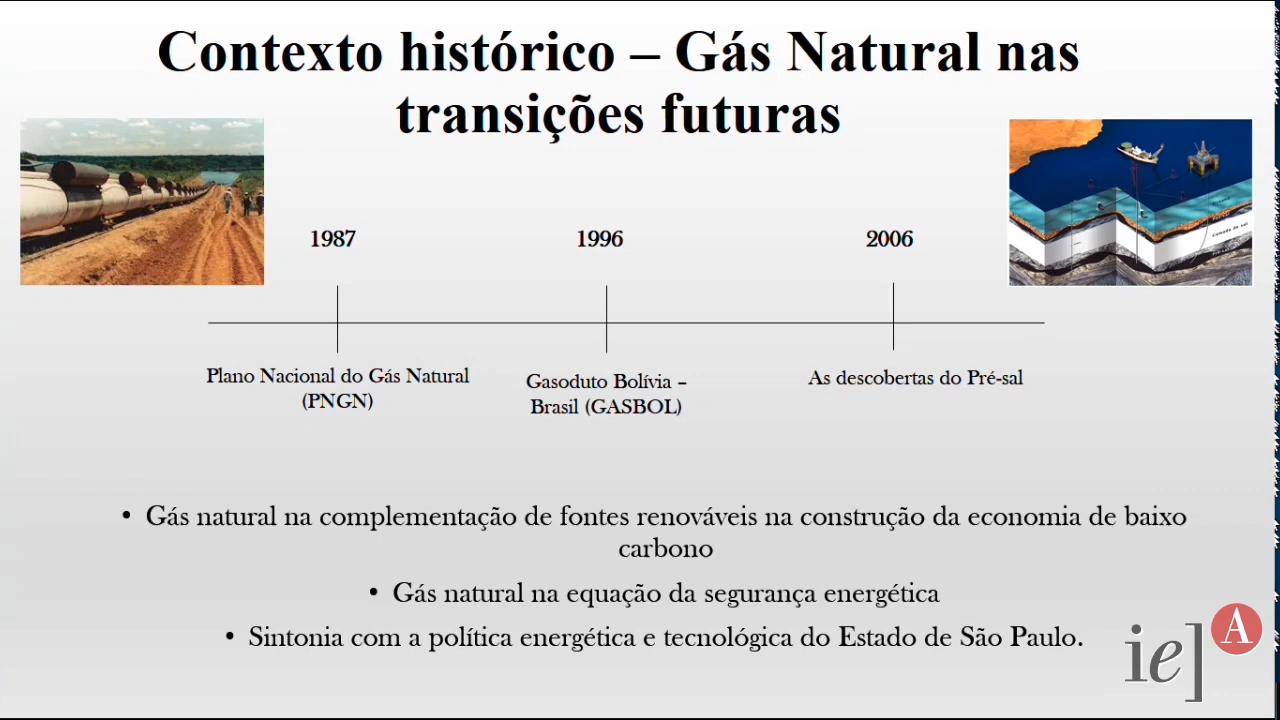 Contexto histórico – Gás Natural nas
transições futuras
1987
1996
2006
Plano Nacional do Gás Natural
(PNGN)
Gasoduto Bolívia –
Brasil (GASBOL)
As descobertas do Pré-sal
• Gás natural na complementação de fontes renováveis na construção da economia de baixo
carbono
• Gás natural na equação da segurança energética
• Sintonia com a política energética e tecnológica do Estado de São Paulo.
ie] A